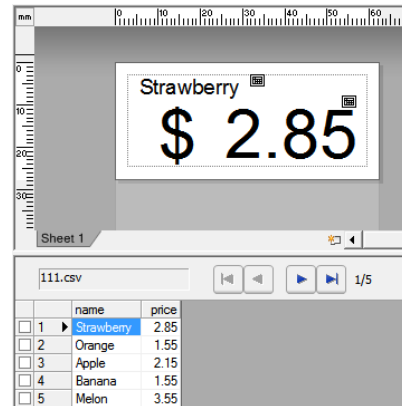 mm
0 10 20 30 40 50 60
0
10
20
30
Strawberry
$ 2.85
Sheet 1
111.csv
1/5
name price
1 Strawberry 2.85
2 Orange 1.55
3 Apple 2.15
4 Banana 1.55
5 Melon 3.55